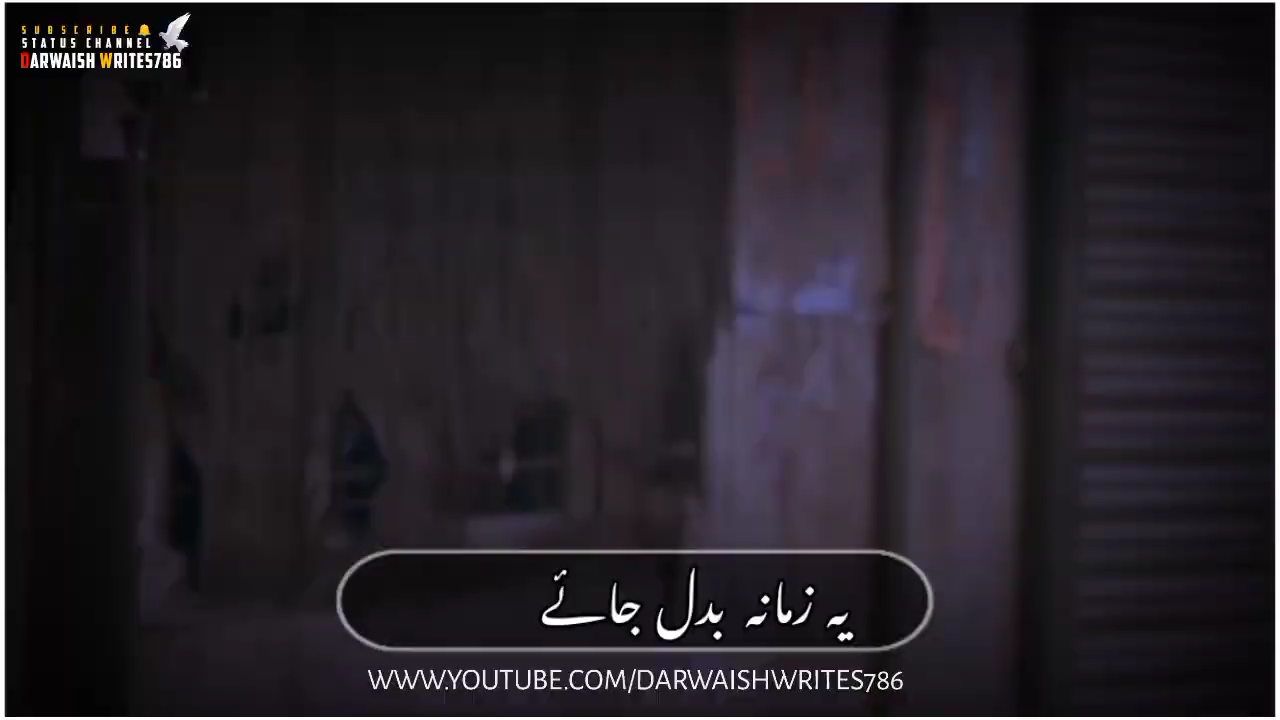 SUBSCRIBE
STATUS CHANNEL
DARWAISH WRITES786
یہ زمانہ بدل جائے
WWW.YOUTUBE.COM/DARWAISHWRITES786